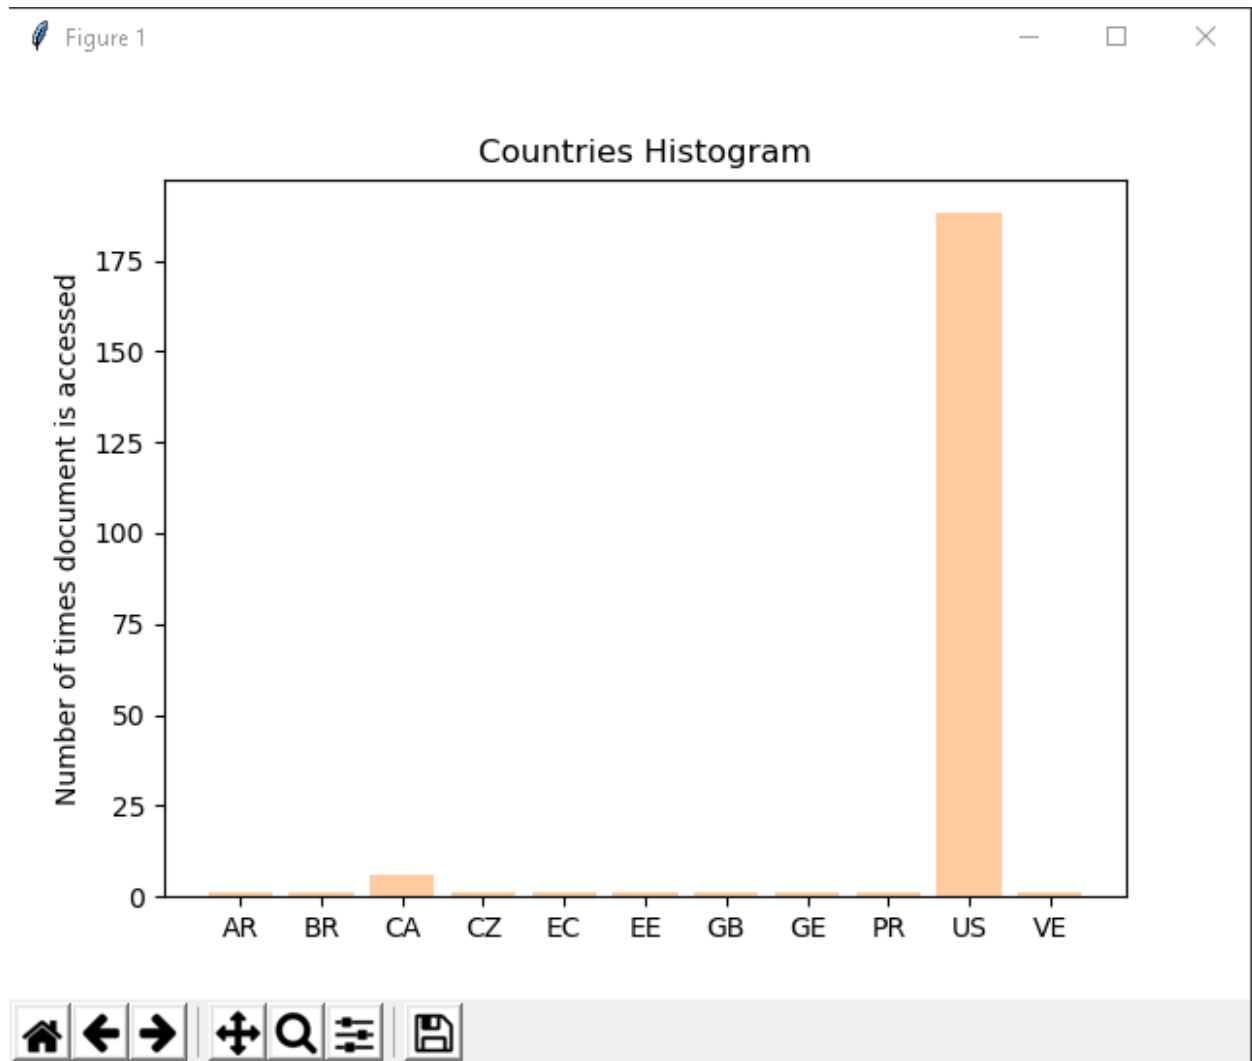 Figure 1
Countries Histogram
Number of times document is accessed
175
150
125
100
75
50
25
0
AR BR CA CZ EC EE GB GE PR US VE